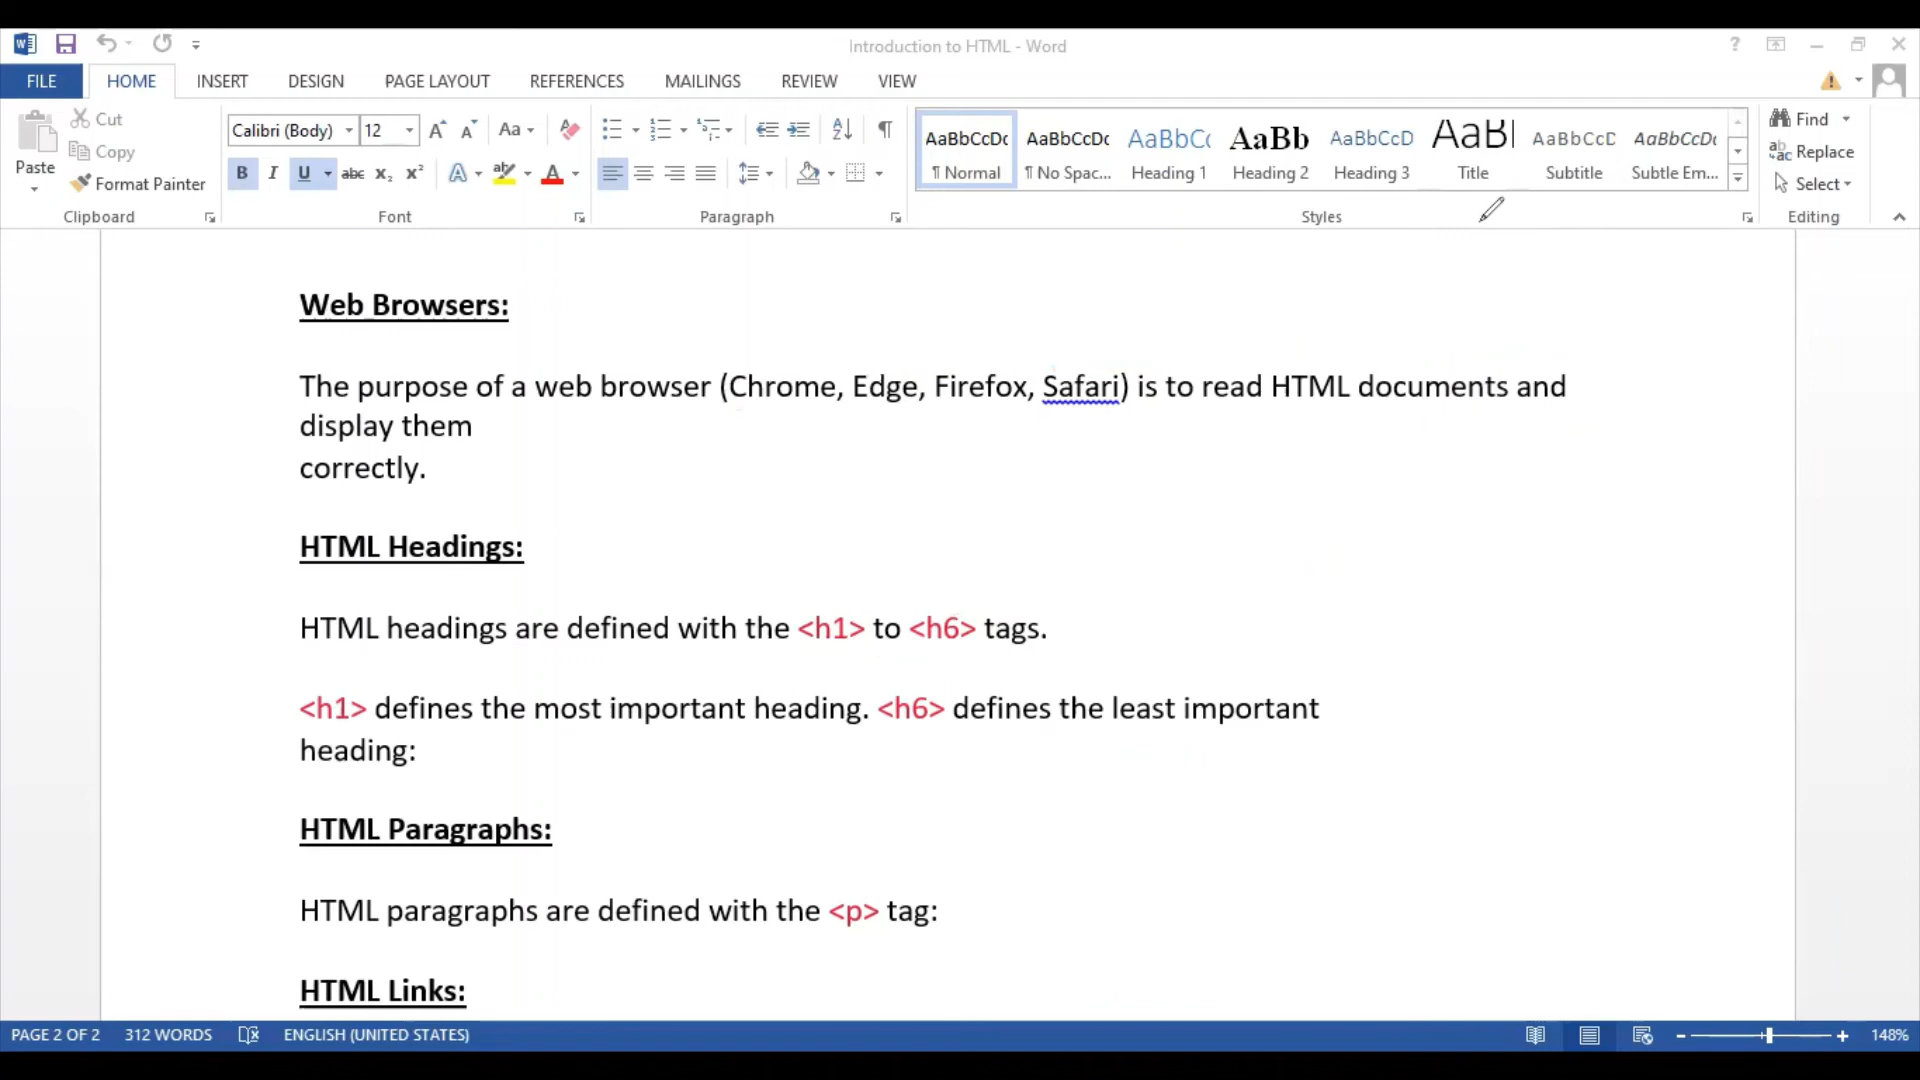 Introduction to HTML - Word
FILE HOME INSERT DESIGN PAGE LAYOUT REFERENCES MAILINGS REVIEW VIEW
Paste
Cut
Copy
Format Painter
Clipboard
Calibri (Body) 12
Font
Paragraph
AaBbCcDc AaBbCcDc AaBbCc AaBb AaBbCcD AaBl AaBbCcD AaBbCcDc
¶ Normal ¶ No Spac... Heading 1 Heading 2 Heading 3 Title Subtitle Subtle Em...
Styles
Find
Replace
Select
Editing
Web Browsers:
The purpose of a web browser (Chrome, Edge, Firefox, Safari) is to read HTML documents and
display them
correctly.
HTML Headings:
HTML headings are defined with the <h1> to <h6> tags.
<h1> defines the most important heading. <h6> defines the least important
heading:
HTML Paragraphs:
HTML paragraphs are defined with the <p> tag:
HTML Links:
PAGE 2 OF 2 312 WORDS ENGLISH (UNITED STATES) 148%